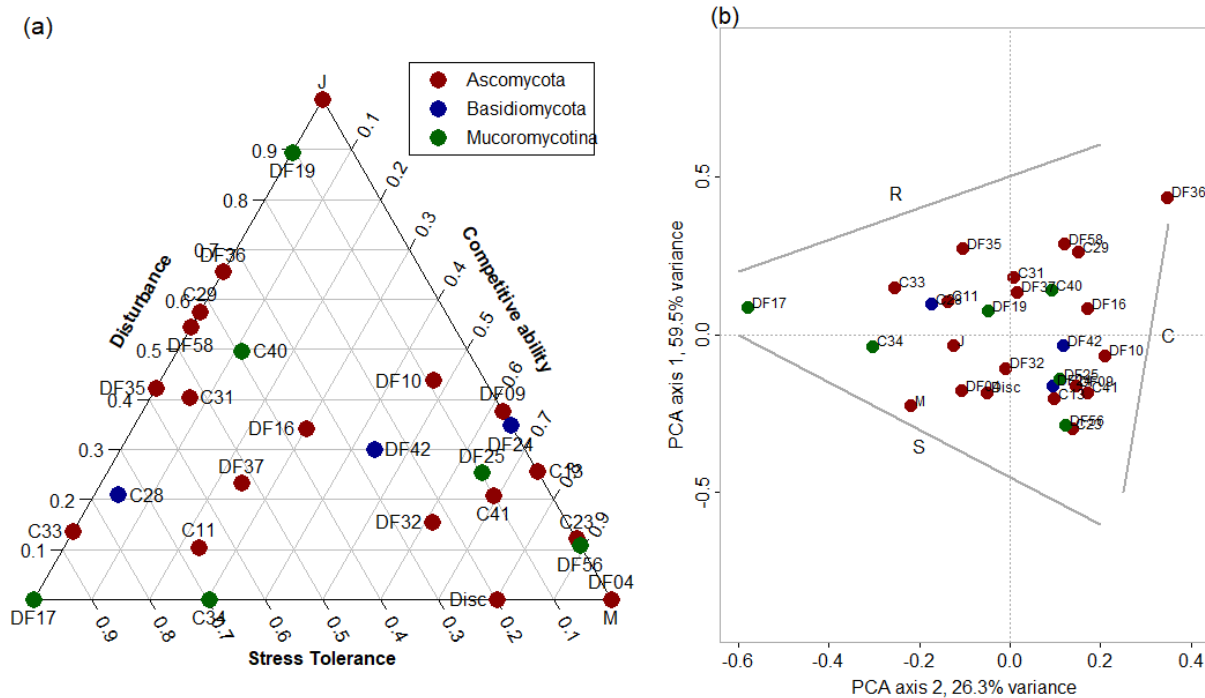 (a)
J
Ascomycota
Basidiomycota
Mucoromycotina
0.9
0.8
0.7
0.6
0.5
0.4
0.3
0.2
0.1
0.1
0.2
0.3
0.4
0.5
0.6
0.7
0.8
0.9
0.9
0.8
0.7
0.6
0.5
0.4
0.3
0.2
0.1
Disturbance
Competitive ability
Stress Tolerance
DF19
DF36
C29
DF58
C40
DF35
C31
DF10
DF09
DF16
DF42
DF24
DF25
C13
DF37
C28
C41
DF32
C33
C11
C23
DF56
DF04
DF17
C34
Disc
M
(b)
PCA axis 1, 59.5% variance
0.5
0.0
-0.5
R
C
S
DF36
DF35
DF58
C29
C31
C33
DF37
C40
C11
DF17
DF19
DF16
C34
J
DF42
DF10
DF32
DF25
DF09
DF04
Disc
C13
C41
M
DF56
C23
-0.6
-0.4
-0.2
0.0
0.2
0.4
PCA axis 2, 26.3% variance